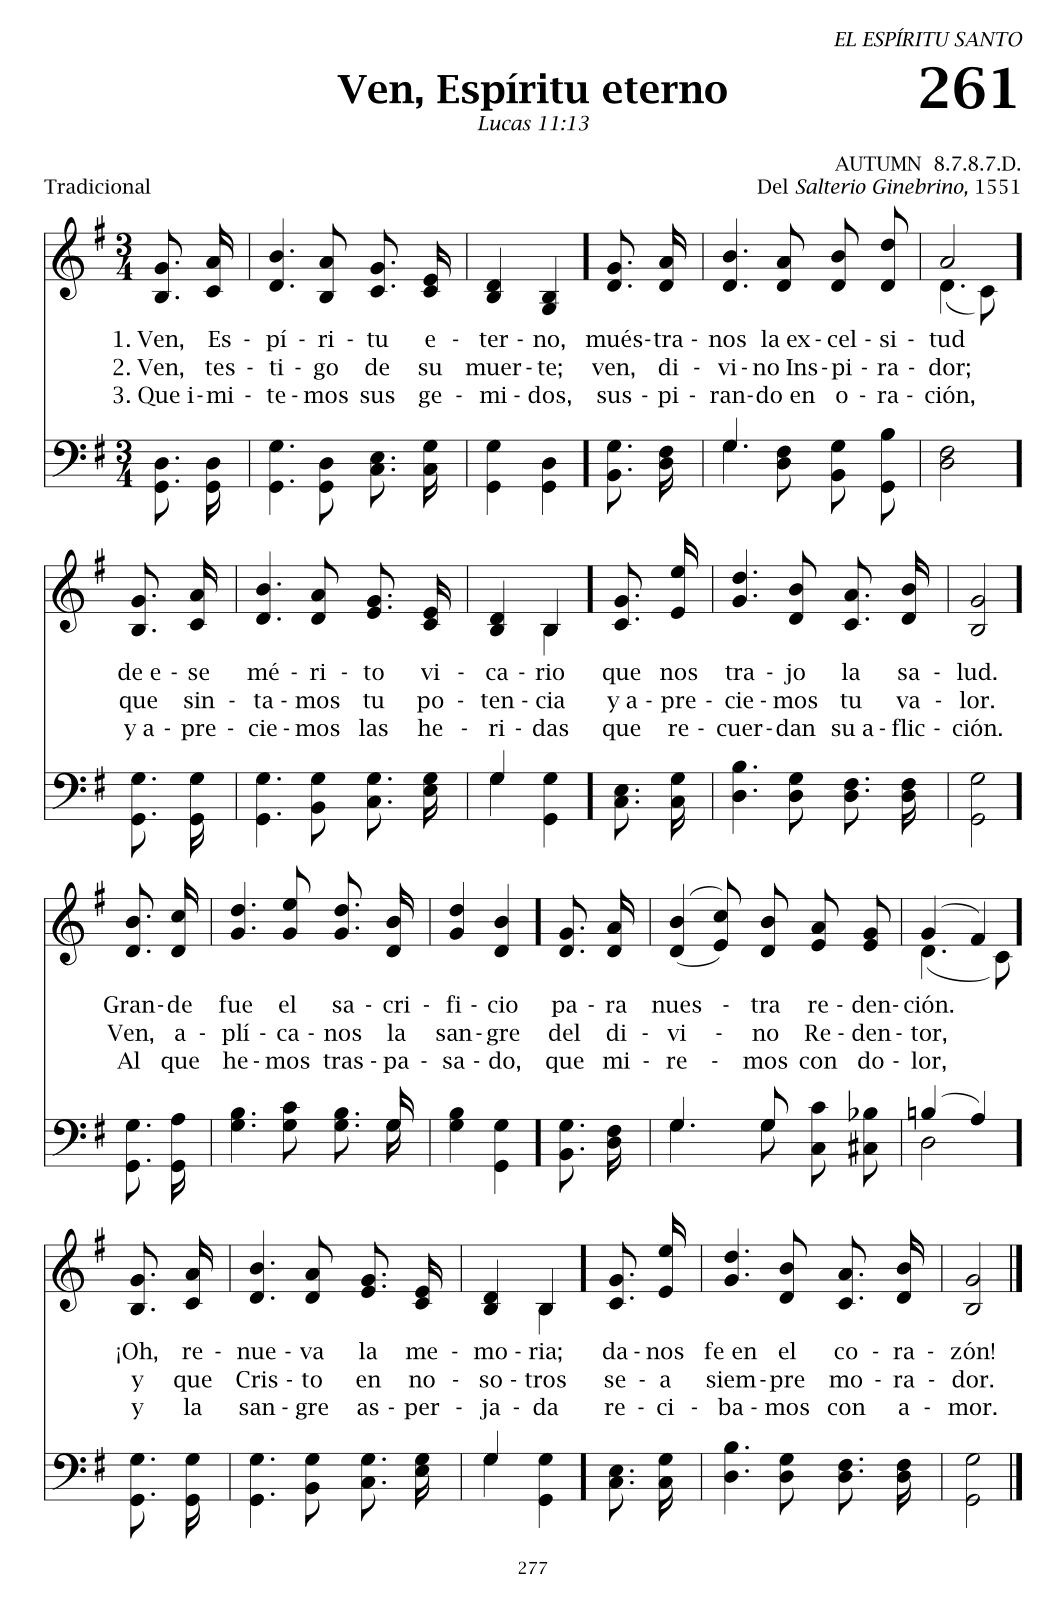 EL ESPÍRITU SANTO
Ven, Espíritu eterno
261
Lucas 11:13
AUTUMN 8.7.8.7.D.
Tradicional
Del Salterio Ginebrino, 1551
1. Ven, Es - pí - ri - tu e - ter - no, mués - tra - nos la ex - cel - si - tud
2. Ven, tes - ti - go de su muer - te; ven, di - vi - no Ins - pi - ra - dor;
3. Que i - mi - te - mos sus ge - mi - dos, sus - pi - ran - do en o - ra - ción,
de e - se mé - ri - to vi - ca - rio que nos tra - jo la sa - lud.
que sin - ta - mos tu po - ten - cia y a - pre - cie - mos tu va - lor.
y a - pre - cie - mos las he - ri - das que re - cuer - dan su a - flic - ción.
Gran - de fue el sa - cri - fi - cio pa - ra nues - tra re - den - ción.
Ven, a - plí - ca - nos la san - gre del di - vi - no Re - den - tor,
Al que he - mos tras - pa - sa - do, que mi - re - mos con do - lor,
¡Oh, re - nue - va la me - mo - ria; da - nos fe en el co - ra - zón!
y que Cris - to en no - so - tros se - a siem - pre mo - ra - dor.
y la san - gre as - per - ja - da re - ci - ba - mos con a - mor.
277